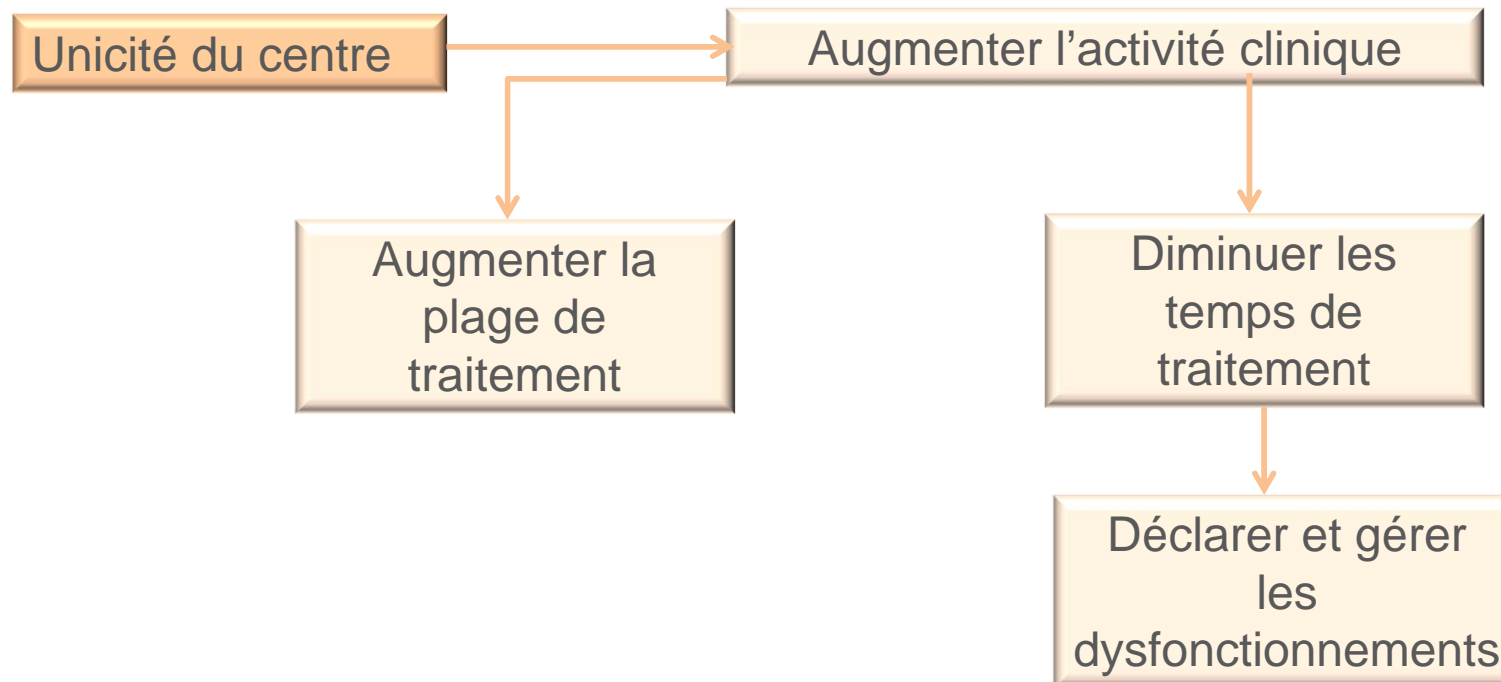 Unicité du centre
Augmenter l’activité clinique
Augmenter la
plage de
traitement
Diminuer les
temps de
traitement
Déclarer et gérer
les
dysfonctionnements